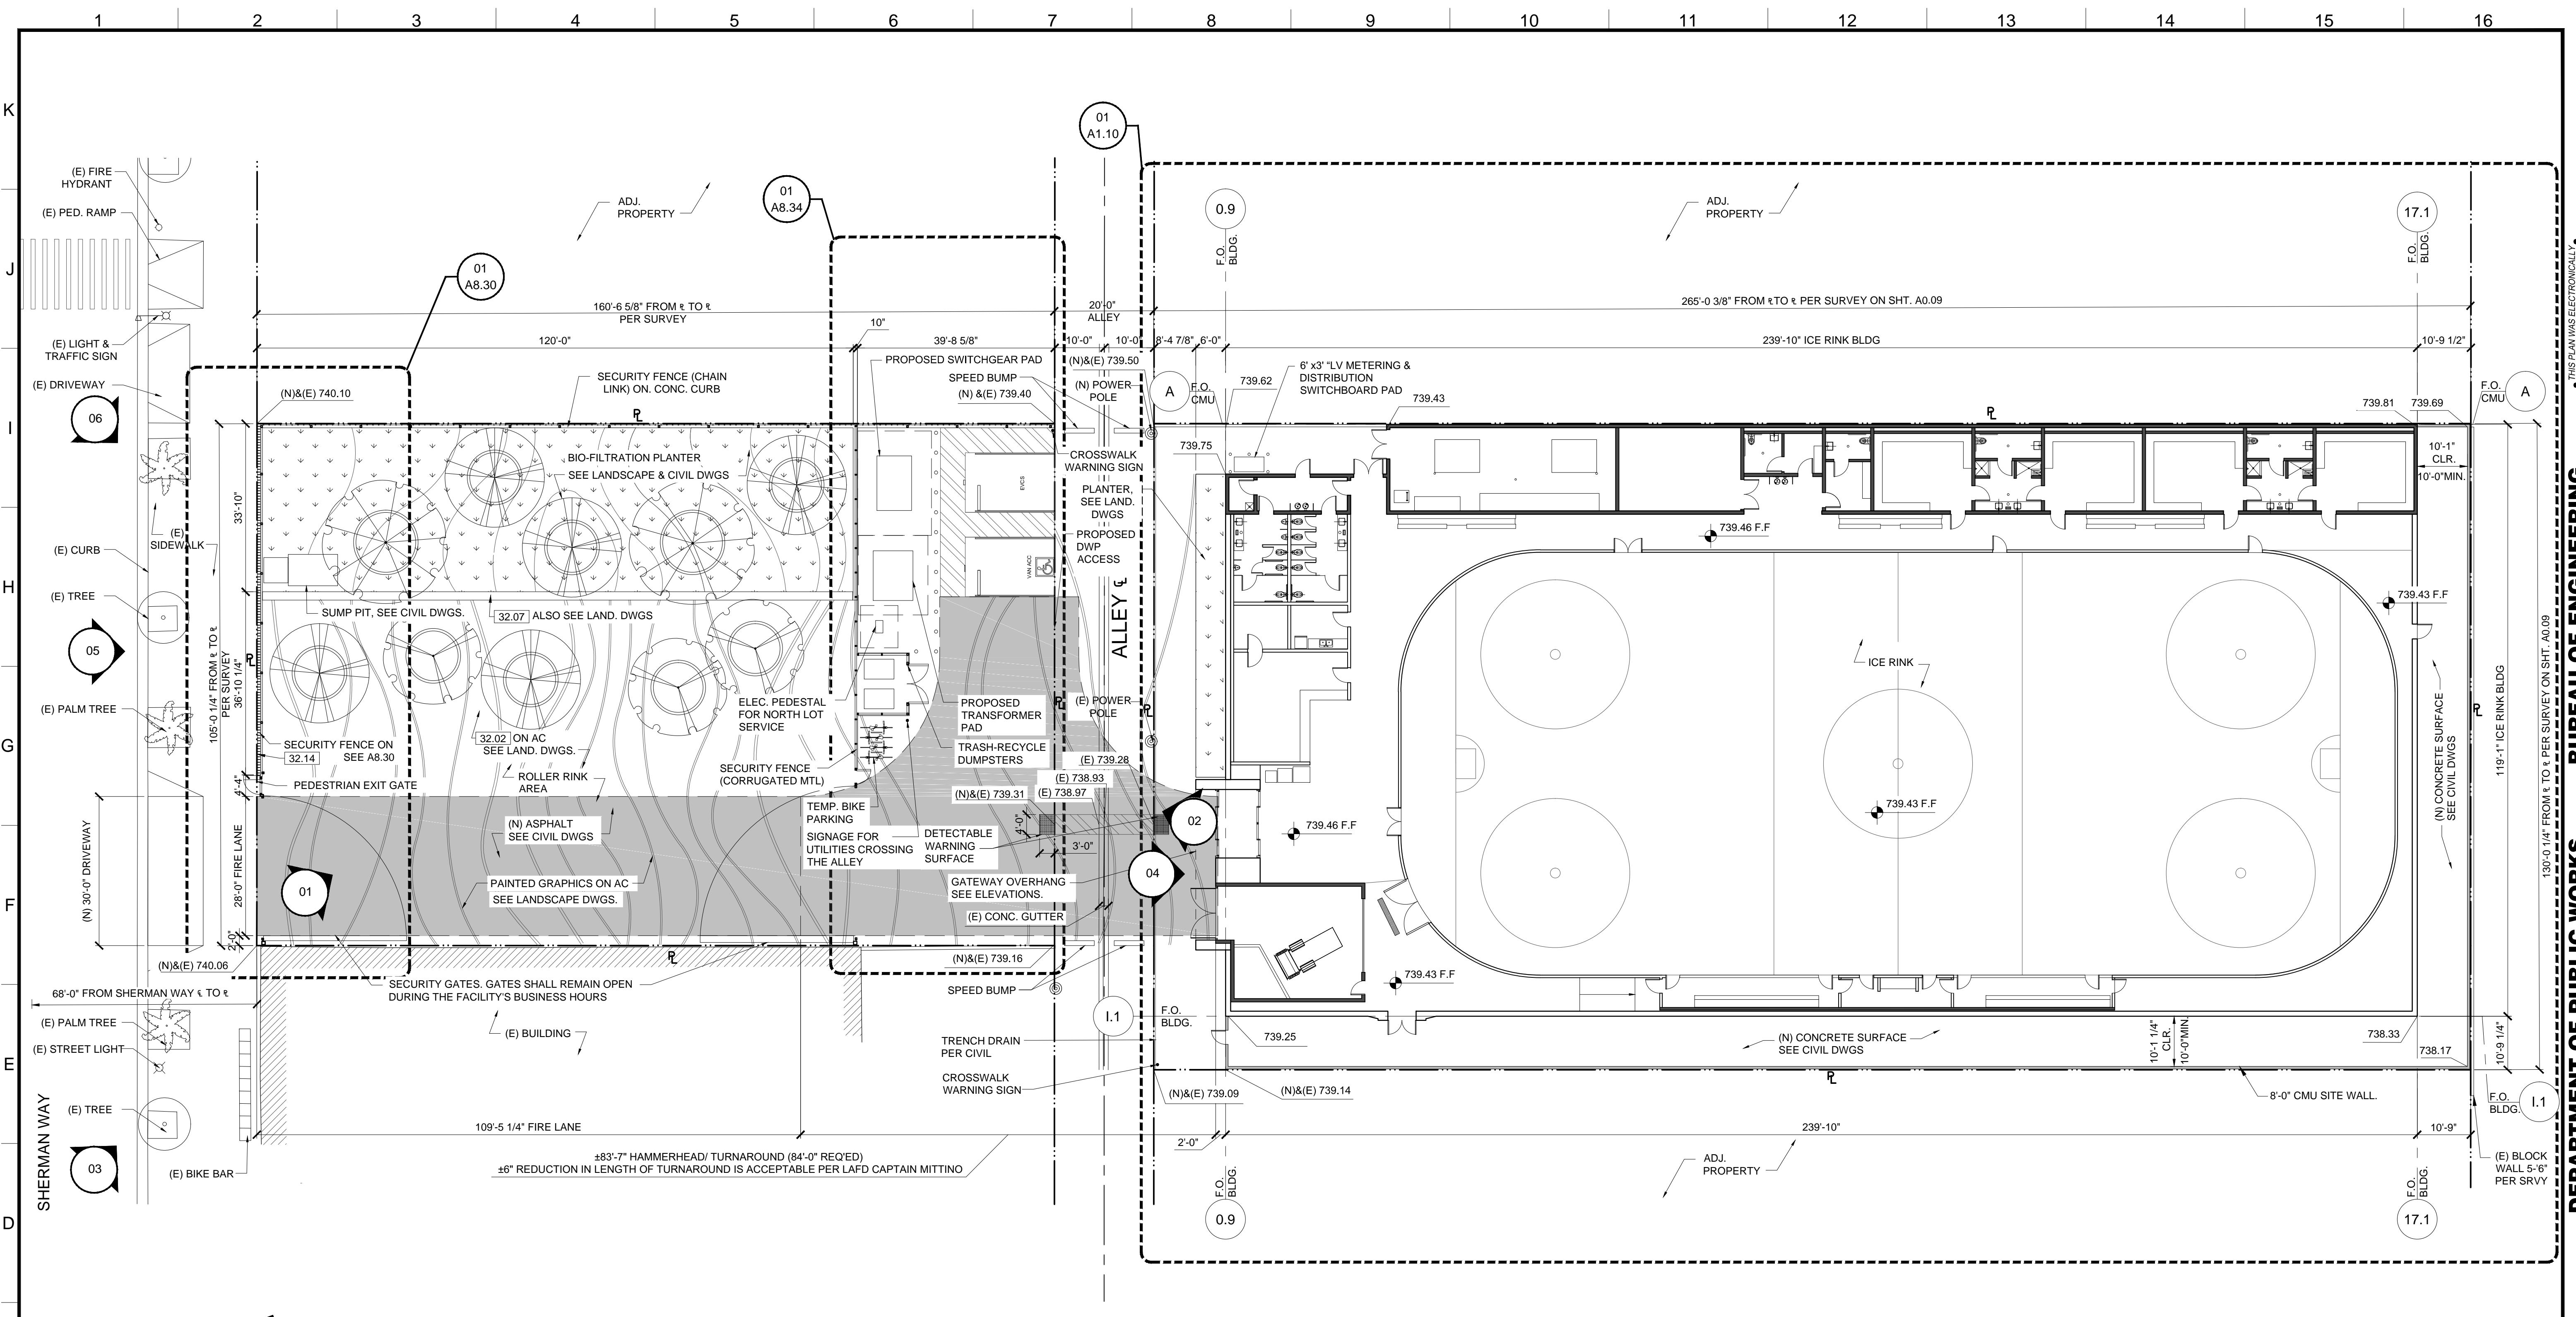 1 2 3 4 5 6 7 8 9 10 11 12 13 14 15 16
K
J
I
H
G
F
E
D
01
A1.10
01
A8.34
01
A8.30
(E) FIRE
HYDRANT
(E) PED. RAMP
(E) LIGHT &
TRAFFIC SIGN
(E) DRIVEWAY
06
(E)
SIDEWALK
(E) CURB
(E) TREE
05
(E) PALM TREE
(N) 30'-0" DRIVEWAY
68'-0" FROM SHERMAN WAY ℄ TO ⅊
(E) PALM TREE
(E) STREET LIGHT
(E) TREE
SHERMAN WAY
03
(E) BIKE BAR
ADJ.
PROPERTY
160'-6 5/8" FROM ⅊ TO ⅊
PER SURVEY
20'-0"
ALLEY
120'-0"
10"
39'-8 5/8"
10'-0"
10'-0"
8'-4 7/8"
6'-0"
(N)&(E) 740.10
SECURITY FENCE (CHAIN
LINK) ON. CONC. CURB
⅊
PROPOSED SWITCHGEAR PAD
SPEED BUMP
(N) &(E) 739.40
(N)&(E) 739.50
(N) POWER
POLE
BIO-FILTRATION PLANTER
SEE LANDSCAPE & CIVIL DWGS
33'-10"
105'-0 1/4" FROM ⅊ TO ⅊
PER SURVEY
36'-10 1/4"
4'-4"
28'-0" FIRE LANE
2'-0"
⅊
EVCS
VAN ACC
CROSSWALK
WARNING SIGN
PLANTER,
SEE LAND.
DWGS
PROPOSED
DWP
ACCESS
ALLEY ℄
SUMP PIT, SEE CIVIL DWGS.
32.07 ALSO SEE LAND. DWGS
ELEC. PEDESTAL
FOR NORTH LOT
SERVICE
PROPOSED
TRANSFORMER
PAD
⅊
(E) POWER
POLE
⅊
SECURITY FENCE ON
32.14 SEE A8.30
32.02 ON AC
SEE LAND. DWGS.
TRASH-RECYCLE
DUMPSTERS
SECURITY FENCE
(CORRUGATED MTL)
PEDESTRIAN EXIT GATE
ROLLER RINK
AREA
(E) 739.28
(E) 738.93
(N)&(E) 739.31
(E) 738.97
TEMP. BIKE
PARKING
SIGNAGE FOR
UTILITIES CROSSING
THE ALLEY
DETECTABLE
WARNING
SURFACE
4'-0"
3'-0"
(N) ASPHALT
SEE CIVIL DWGS
02
04
01
PAINTED GRAPHICS ON AC
SEE LANDSCAPE DWGS.
GATEWAY OVERHANG
SEE ELEVATIONS.
(E) CONC. GUTTER
(N)&(E) 740.06
⅊
(N)&(E) 739.16
SECURITY GATES. GATES SHALL REMAIN OPEN
DURING THE FACILITY'S BUSINESS HOURS
SPEED BUMP
(E) BUILDING
TRENCH DRAIN
PER CIVIL
CROSSWALK
WARNING SIGN
109'-5 1/4" FIRE LANE
±83'-7" HAMMERHEAD/ TURNAROUND (84'-0" REQ'ED)
±6" REDUCTION IN LENGTH OF TURNAROUND IS ACCEPTABLE PER LAFD CAPTAIN MITTINO
0.9
F.O.
BLDG.
ADJ.
PROPERTY
17.1
F.O.
BLDG.
265'-0 3/8" FROM ⅊TO ⅊ PER SURVEY ON SHT. A0.09
239'-10" ICE RINK BLDG
10'-9 1/2"
A
F.O.
CMU
739.62
6' x3' "LV METERING &
DISTRIBUTION
SWITCHBOARD PAD
739.43
739.75
⅊
739.81
739.69
F.O.
CMU
A
10'-1"
CLR.
10'-0"MIN.
739.46 F.F
739.43 F.F
ICE RINK
739.43 F.F
739.46 F.F
739.43 F.F
(N) CONCRETE SURFACE
SEE CIVIL DWGS
⅊
119'-1" ICE RINK BLDG
130'-0 1/4" FROM ⅊ TO ⅊ PER SURVEY ON SHT. A0.09
I.1
F.O.
BLDG.
739.25
(N) CONCRETE SURFACE
SEE CIVIL DWGS
10'-1 1/4"
CLR.
10'-0"MIN.
738.33
738.17
10'-9 1/4"
(N)&(E) 739.09
(N)&(E) 739.14
⅊
8'-0" CMU SITE WALL.
F.O.
BLDG.
I.1
2'-0"
239'-10"
10'-9"
ADJ.
PROPERTY
(E) BLOCK
WALL 5-'6"
PER SRVY
F.O.
BLDG.
0.9
F.O.
BLDG.
17.1
THIS PLAN WAS ELECTRONICALLY
BUREAU OF ENGINEERING
DEPARTMENT OF PUBLIC WORKS